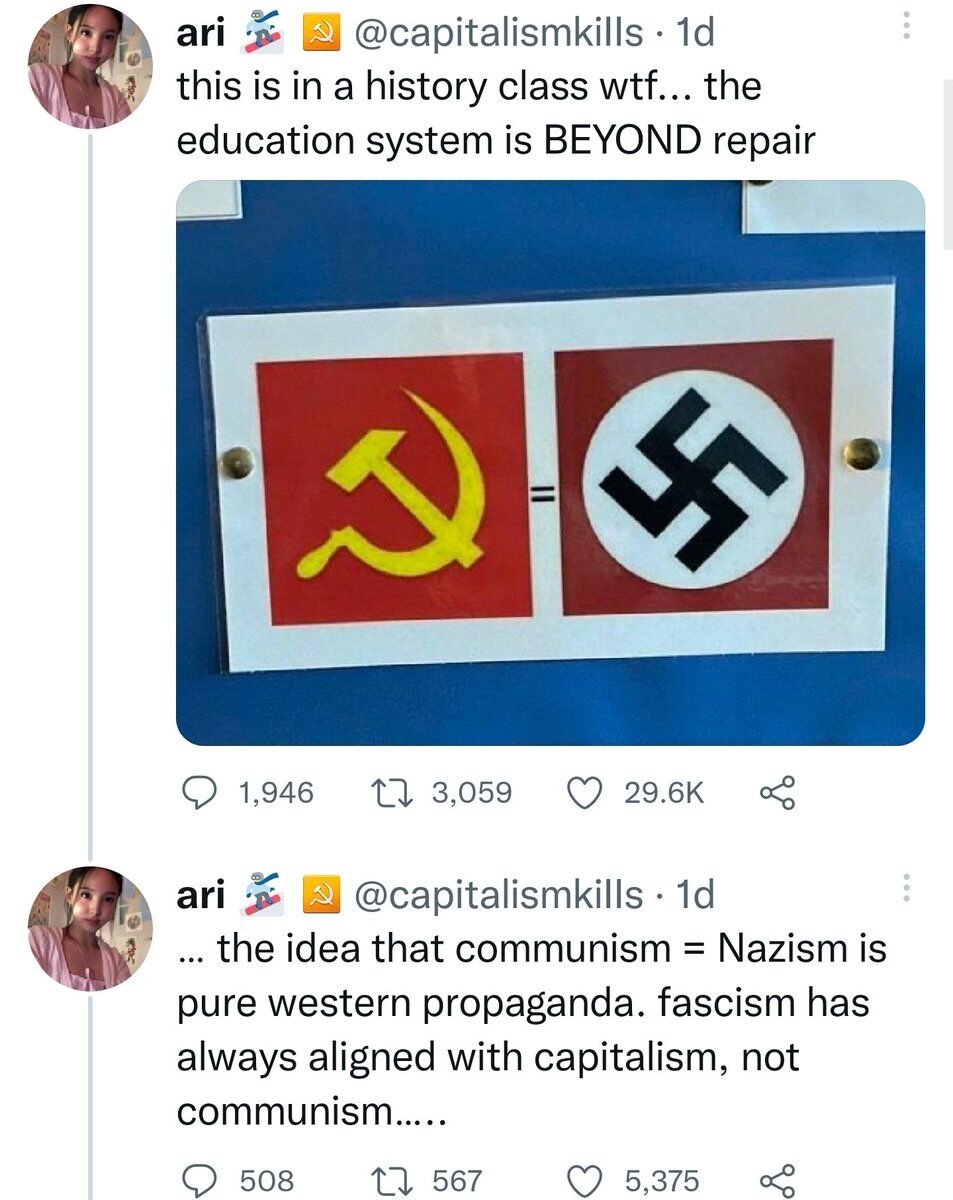 ari 🏂 ☭ @capitalismkills · 1d
this is in a history class wtf... the
education system is BEYOND repair
=
1,946 3,059 29.6K
ari 🏂 ☭ @capitalismkills · 1d
... the idea that communism = Nazism is
pure western propaganda. fascism has
always aligned with capitalism, not
communism.....
508 567 5,375